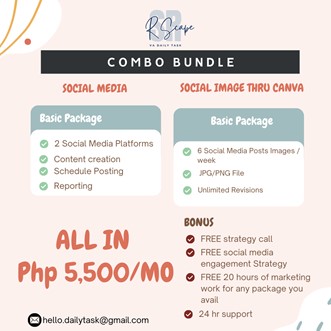 R Scape
VA DAILY TASK
COMBO BUNDLE
SOCIAL MEDIA
Basic Package
2 Social Media Platforms
Content creation
Schedule Posting
Reporting
SOCIAL IMAGE THRU CANVA
Basic Package
6 Social Media Posts Images /
week
JPG/PNG File
Unlimited Revisions
ALL IN
Php 5,500/MO
BONUS
FREE strategy call
FREE social media
engagement Strategy
FREE 20 hours of marketing
work for any package you
avail
24 hr support
hello.dailytask@gmail.com